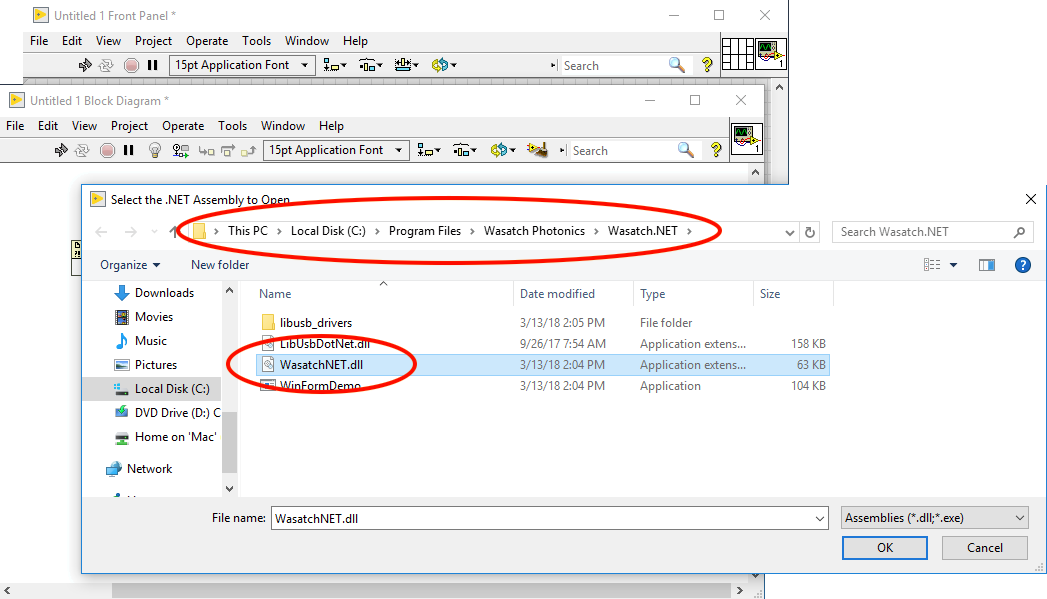 Untitled 1 Front Panel *
File Edit View Project Operate Tools Window Help
15pt Application Font Search ? 1
Untitled 1 Block Diagram *
File Edit View Project Operate Tools Window Help
15pt Application Font Search ? 1
Select the .NET Assembly to Open
This PC > Local Disk (C:) > Program Files > Wasatch Photonics > Wasatch.NET > Search Wasatch.NET
Organize New folder ?
Name Date modified Type Size
Downloads
Movies
Music
Pictures
Local Disk (C:)
DVD Drive (D:) C
Home on 'Mac'
Network
libusb_drivers 3/13/18 2:05 PM File folder
LibUsbDotNet.dll 9/26/17 7:54 AM Application extens... 158 KB
WasatchNET.dll 3/13/18 2:04 PM Application extens... 63 KB
WinFormDemo 3/13/18 2:04 PM Application 104 KB
File name: WasatchNET.dll Assemblies (*.dll;*.exe)
OK Cancel